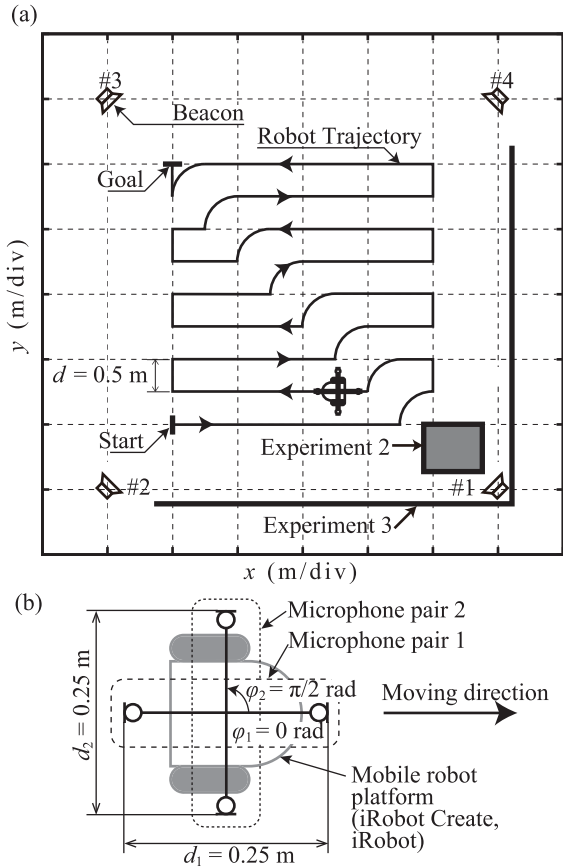 (a)
#3
#4
Beacon
Robot Trajectory
Goal
y (m/div)
d = 0.5 m
Start
Experiment 2
#2
#1
Experiment 3
x (m/div)
(b)
Microphone pair 2
Microphone pair 1
φ2 = π/2 rad
Moving direction
φ1 = 0 rad
d2 = 0.25 m
Mobile robot
platform
(iRobot Create,
iRobot)
d1 = 0.25 m